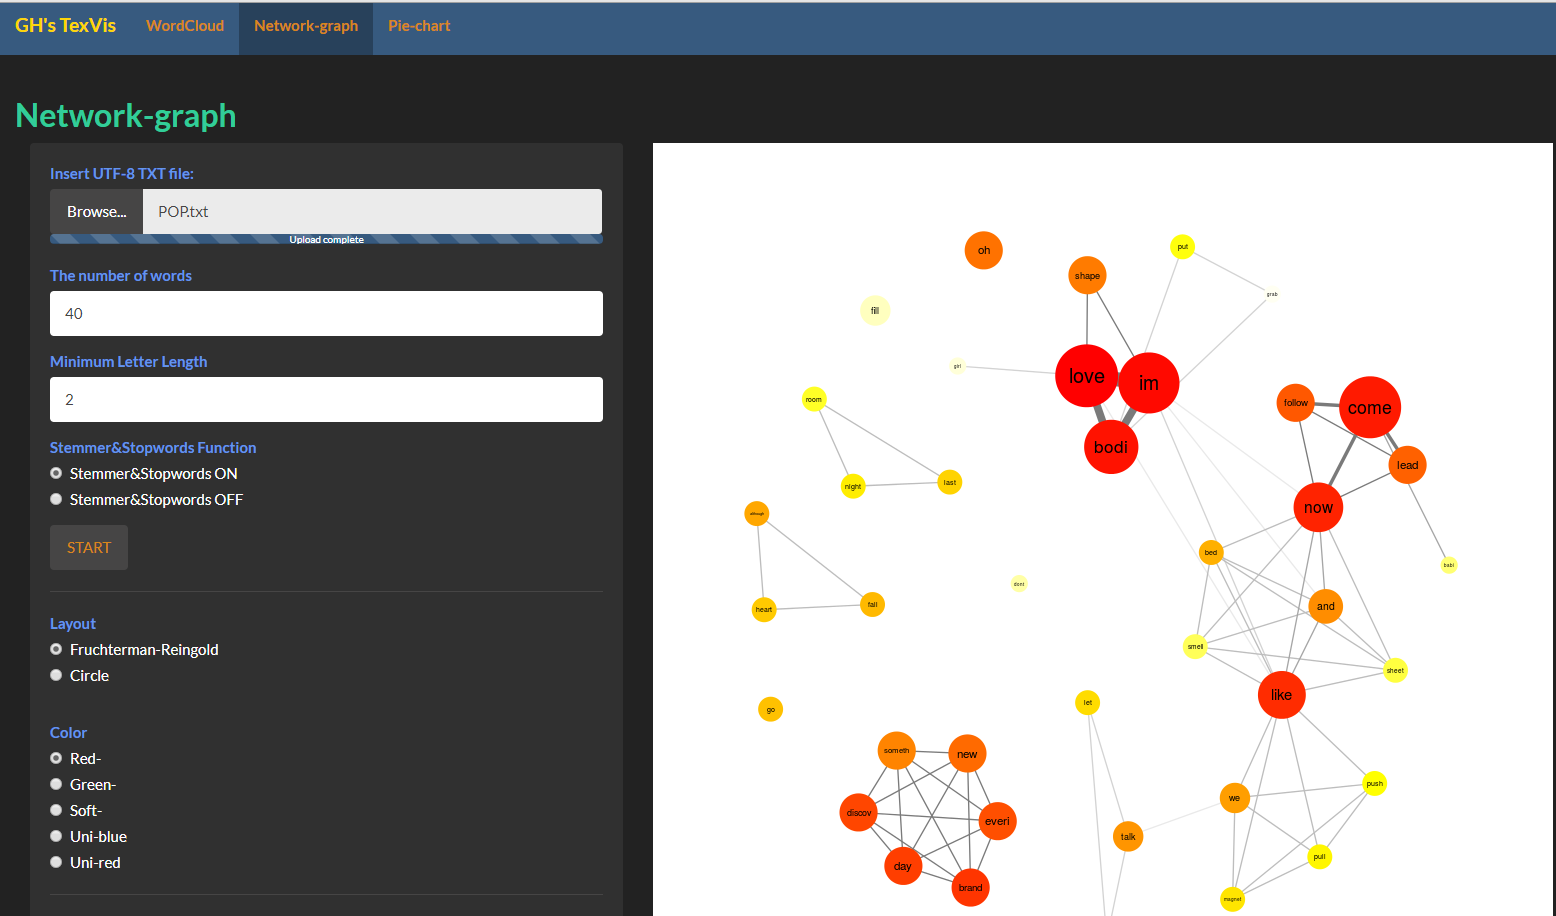 GH's TexVis WordCloud Network-graph Pie-chart
Network-graph
Insert UTF-8 TXT file:
Browse... POP.txt
Upload complete
The number of words
40
Minimum Letter Length
2
Stemmer&Stopwords Function
Stemmer&Stopwords ON
Stemmer&Stopwords OFF
START
Layout
Fruchterman-Reingold
Circle
Color
Red-
Green-
Soft-
Uni-blue
Uni-red
put
oh
shape
grab
fill
girl
love
im
room
follow
come
bodi
lead
night
last
now
although
bed
babi
dont
heart
fall
and
smell
sheet
like
let
go
someth
new
push
we
discov
everi
talk
pull
day
brand
magnet